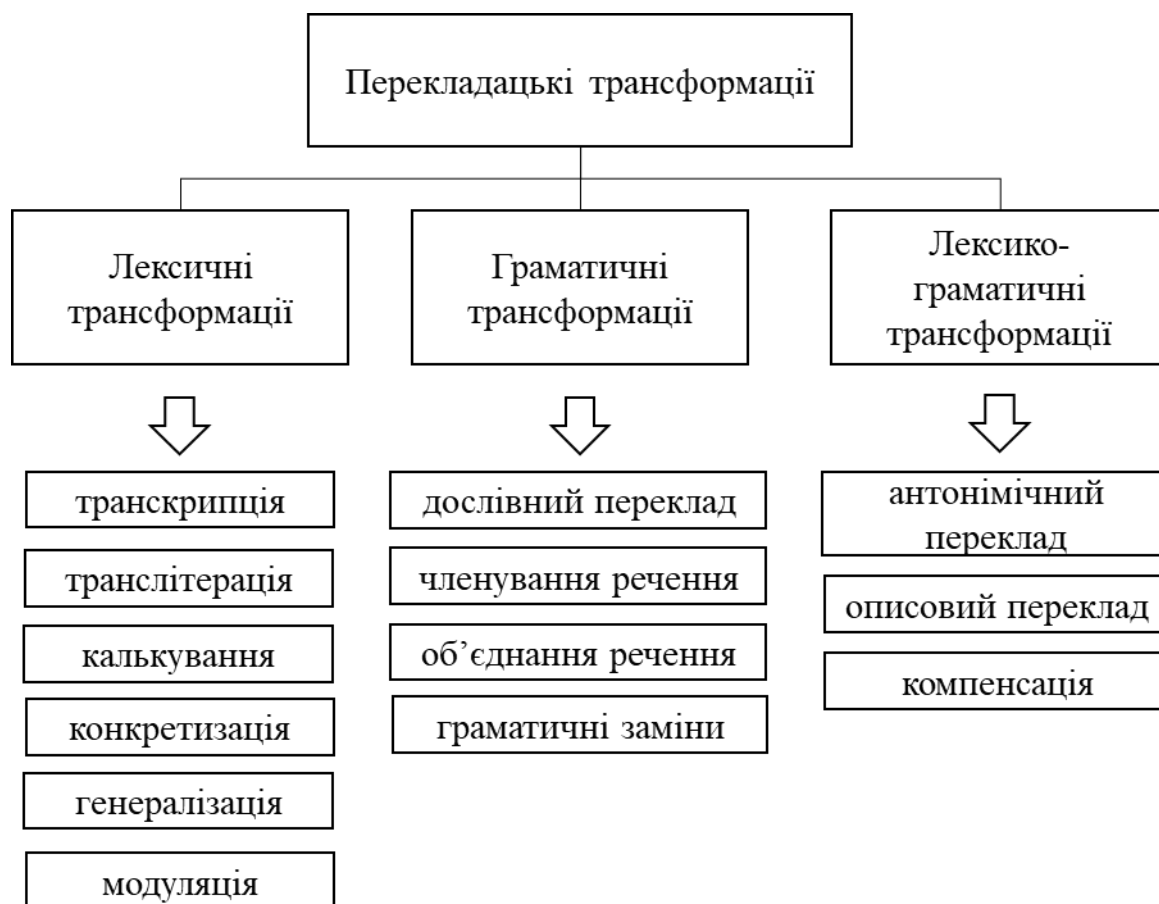 Перекладацькі трансформації
Лексичні
трансформації
Граматичні
трансформації
Лексико-
граматичні
трансформації
транскрипція
транслітерація
калькування
конкретизація
генералізація
модуляція
дослівний переклад
членування речення
об’єднання речення
граматичні заміни
антонімічний
переклад
описовий переклад
компенсація